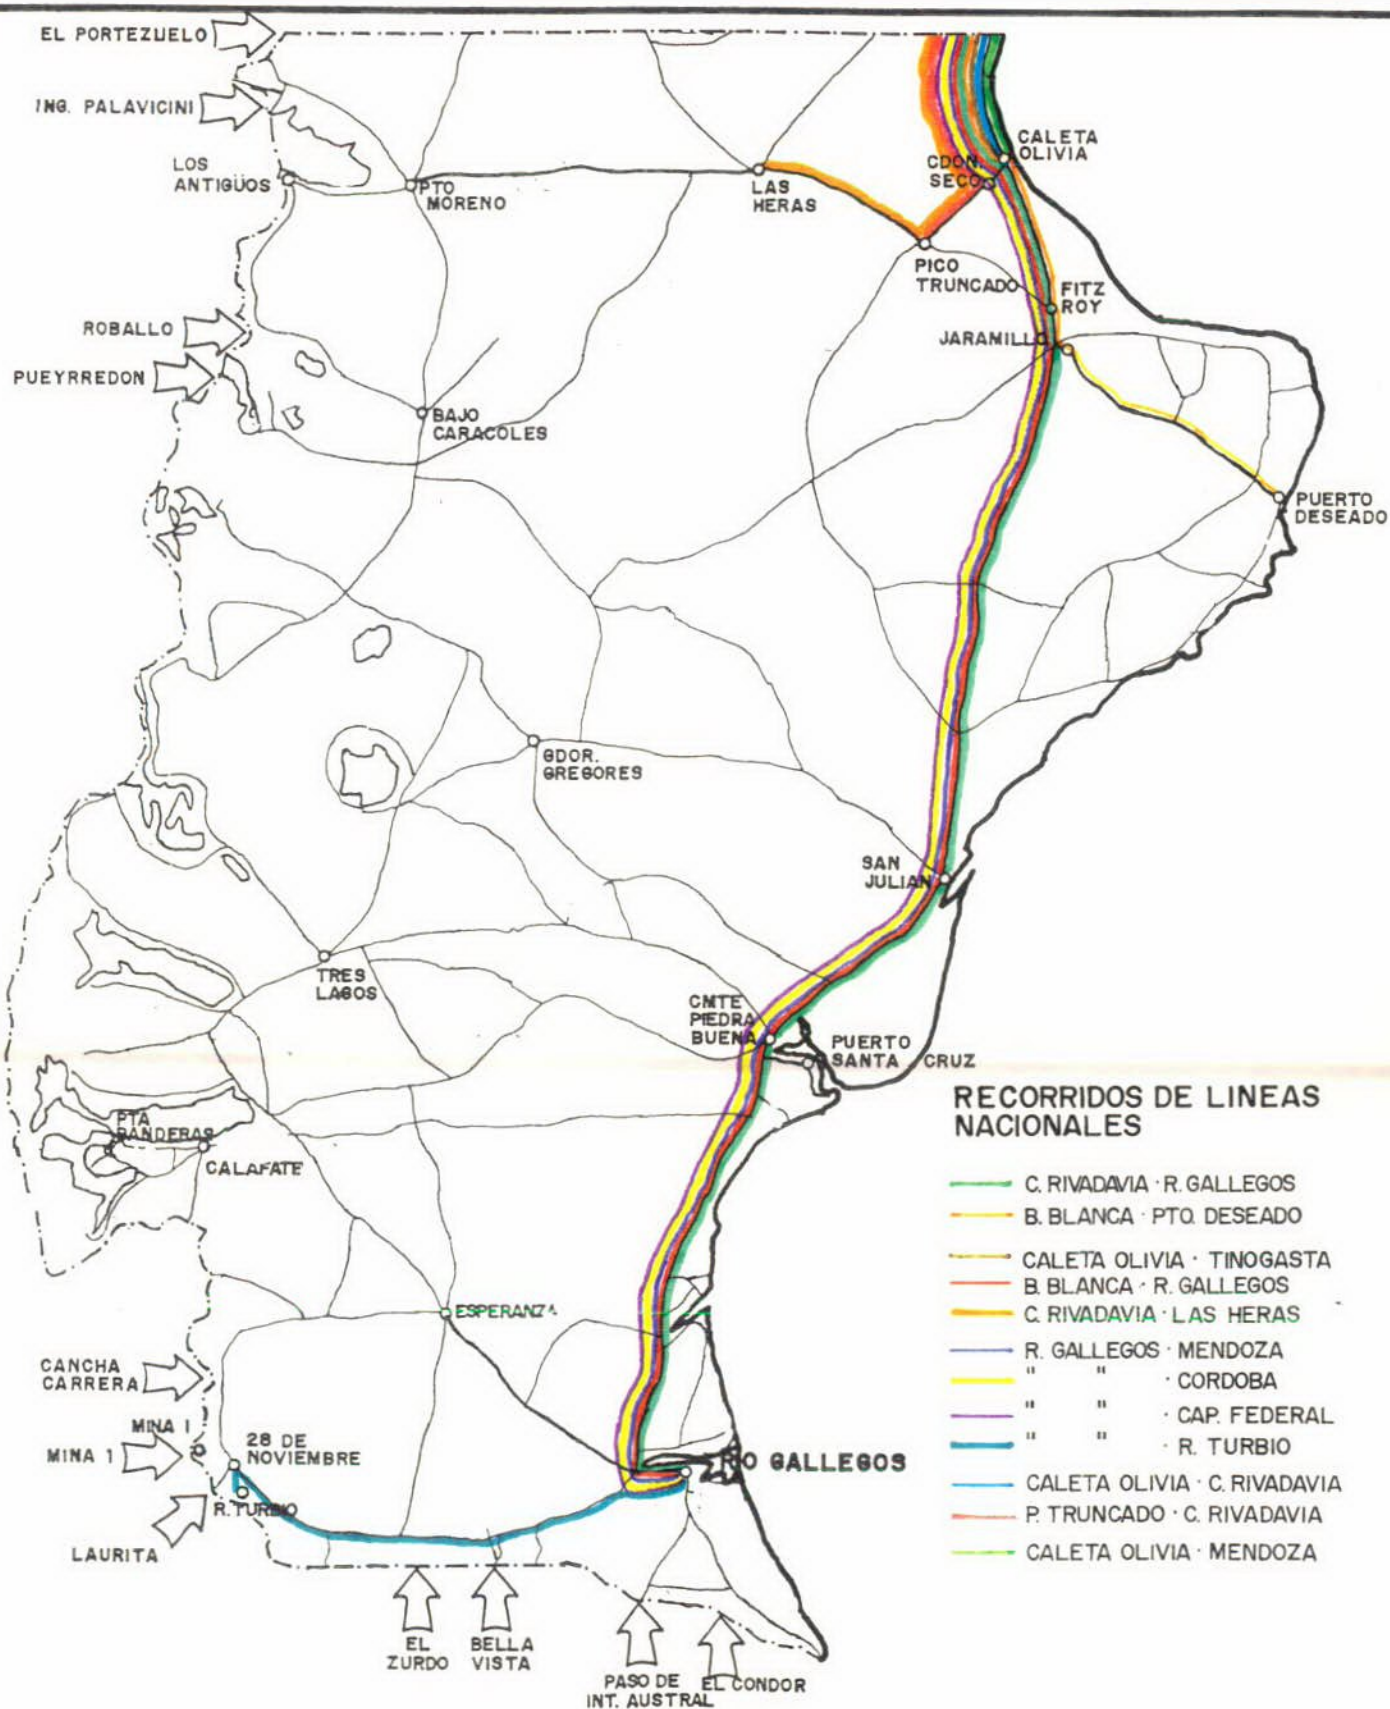 EL PORTEZUELO
ING. PALAVICINI
LOS
ANTIGÜOS
PTO
MORENO
LAS
HERAS
CDON.
SECO
CALETA
OLIVIA
PICO
TRUNCADO
FITZ
ROY
JARAMILLO
ROBALLO
PUEYRREDON
BAJO
CARACOLES
PUERTO
DESEADO
GDOR.
GREGORES
SAN
JULIAN
TRES
LAGOS
CMTE
PIEDRA
BUENA
PUERTO
SANTA CRUZ
PTA
BANDERAS
CALAFATE
ESPERANZA
CANCHA
CARRERA
MINA 1
MINA 1
28 DE
NOVIEMBRE
R. TURBIO
LAURITA
RIO GALLEGOS
EL
ZURDO
BELLA
VISTA
PASO DE
INT. AUSTRAL
EL CONDOR
RECORRIDOS DE LINEAS
NACIONALES
C. RIVADAVIA · R. GALLEGOS
B. BLANCA · PTO. DESEADO
CALETA OLIVIA · TINOGASTA
B. BLANCA · R. GALLEGOS
C. RIVADAVIA · LAS HERAS
R. GALLEGOS · MENDOZA
" " · CORDOBA
" " · CAP. FEDERAL
" " · R. TURBIO
CALETA OLIVIA · C. RIVADAVIA
P. TRUNCADO · C. RIVADAVIA
CALETA OLIVIA · MENDOZA